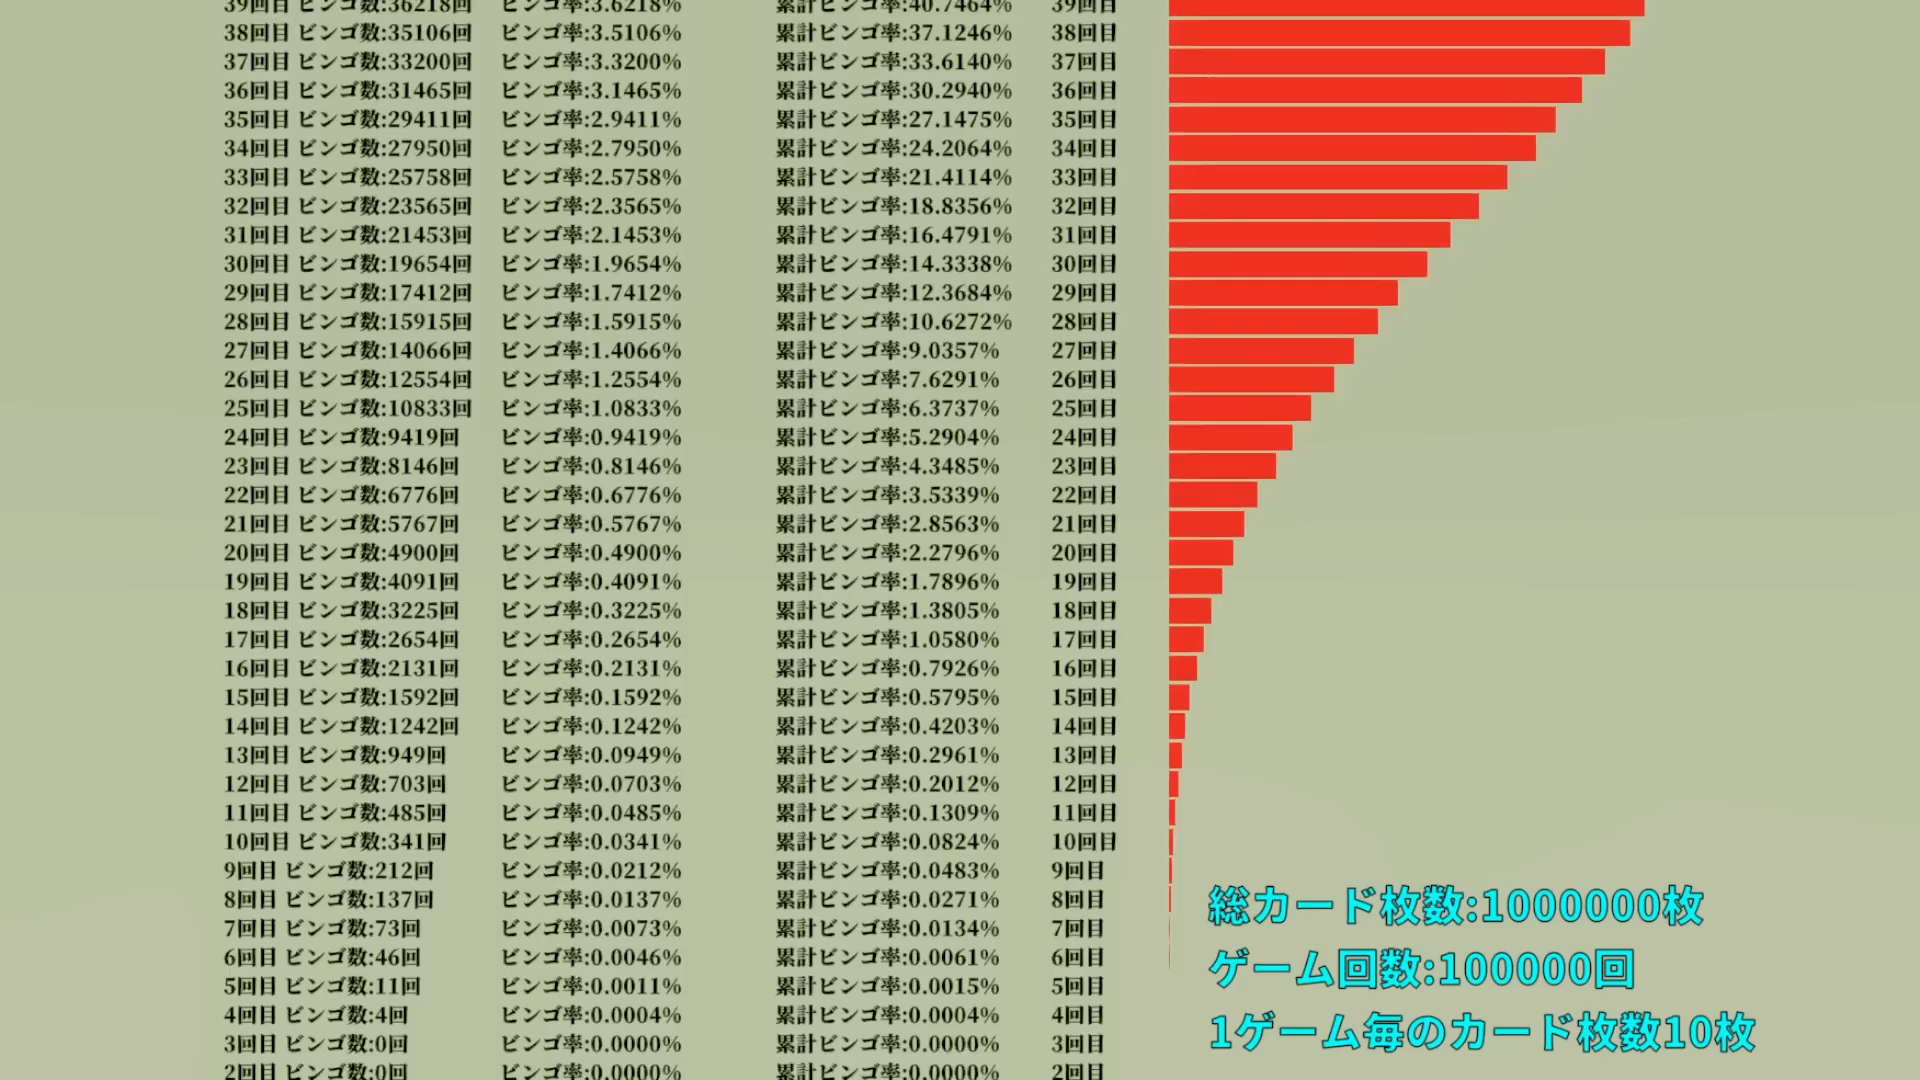 39回目 ビンゴ数:36218回 ビンゴ率:3.6218% 累計ビンゴ率:40.7464% 39回目
38回目 ビンゴ数:35106回 ビンゴ率:3.5106% 累計ビンゴ率:37.1246% 38回目
37回目 ビンゴ数:33200回 ビンゴ率:3.3200% 累計ビンゴ率:33.6140% 37回目
36回目 ビンゴ数:31465回 ビンゴ率:3.1465% 累計ビンゴ率:30.2940% 36回目
35回目 ビンゴ数:29411回 ビンゴ率:2.9411% 累計ビンゴ率:27.1475% 35回目
34回目 ビンゴ数:27950回 ビンゴ率:2.7950% 累計ビンゴ率:24.2064% 34回目
33回目 ビンゴ数:25758回 ビンゴ率:2.5758% 累計ビンゴ率:21.4114% 33回目
32回目 ビンゴ数:23565回 ビンゴ率:2.3565% 累計ビンゴ率:18.8356% 32回目
31回目 ビンゴ数:21453回 ビンゴ率:2.1453% 累計ビンゴ率:16.4791% 31回目
30回目 ビンゴ数:19654回 ビンゴ率:1.9654% 累計ビンゴ率:14.3338% 30回目
29回目 ビンゴ数:17412回 ビンゴ率:1.7412% 累計ビンゴ率:12.3684% 29回目
28回目 ビンゴ数:15915回 ビンゴ率:1.5915% 累計ビンゴ率:10.6272% 28回目
27回目 ビンゴ数:14066回 ビンゴ率:1.4066% 累計ビンゴ率:9.0357% 27回目
26回目 ビンゴ数:12554回 ビンゴ率:1.2554% 累計ビンゴ率:7.6291% 26回目
25回目 ビンゴ数:10833回 ビンゴ率:1.0833% 累計ビンゴ率:6.3737% 25回目
24回目 ビンゴ数:9419回 ビンゴ率:0.9419% 累計ビンゴ率:5.2904% 24回目
23回目 ビンゴ数:8146回 ビンゴ率:0.8146% 累計ビンゴ率:4.3485% 23回目
22回目 ビンゴ数:6776回 ビンゴ率:0.6776% 累計ビンゴ率:3.5339% 22回目
21回目 ビンゴ数:5767回 ビンゴ率:0.5767% 累計ビンゴ率:2.8563% 21回目
20回目 ビンゴ数:4900回 ビンゴ率:0.4900% 累計ビンゴ率:2.2796% 20回目
19回目 ビンゴ数:4091回 ビンゴ率:0.4091% 累計ビンゴ率:1.7896% 19回目
18回目 ビンゴ数:3225回 ビンゴ率:0.3225% 累計ビンゴ率:1.3805% 18回目
17回目 ビンゴ数:2654回 ビンゴ率:0.2654% 累計ビンゴ率:1.0580% 17回目
16回目 ビンゴ数:2131回 ビンゴ率:0.2131% 累計ビンゴ率:0.7926% 16回目
15回目 ビンゴ数:1592回 ビンゴ率:0.1592% 累計ビンゴ率:0.5795% 15回目
14回目 ビンゴ数:1242回 ビンゴ率:0.1242% 累計ビンゴ率:0.4203% 14回目
13回目 ビンゴ数:949回 ビンゴ率:0.0949% 累計ビンゴ率:0.2961% 13回目
12回目 ビンゴ数:703回 ビンゴ率:0.0703% 累計ビンゴ率:0.2012% 12回目
11回目 ビンゴ数:485回 ビンゴ率:0.0485% 累計ビンゴ率:0.1309% 11回目
10回目 ビンゴ数:341回 ビンゴ率:0.0341% 累計ビンゴ率:0.0824% 10回目
9回目 ビンゴ数:212回 ビンゴ率:0.0212% 累計ビンゴ率:0.0483% 9回目
8回目 ビンゴ数:137回 ビンゴ率:0.0137% 累計ビンゴ率:0.0271% 8回目
7回目 ビンゴ数:73回 ビンゴ率:0.0073% 累計ビンゴ率:0.0134% 7回目
6回目 ビンゴ数:46回 ビンゴ率:0.0046% 累計ビンゴ率:0.0061% 6回目
5回目 ビンゴ数:11回 ビンゴ率:0.0011% 累計ビンゴ率:0.0015% 5回目
4回目 ビンゴ数:4回 ビンゴ率:0.0004% 累計ビンゴ率:0.0004% 4回目
3回目 ビンゴ数:0回 ビンゴ率:0.0000% 累計ビンゴ率:0.0000% 3回目
2回目 ビンゴ数:0回 ビンゴ率:0.0000% 累計ビンゴ率:0.0000% 2回目
総カード枚数:1000000枚
ゲーム回数:100000回
1ゲーム毎のカード枚数10枚